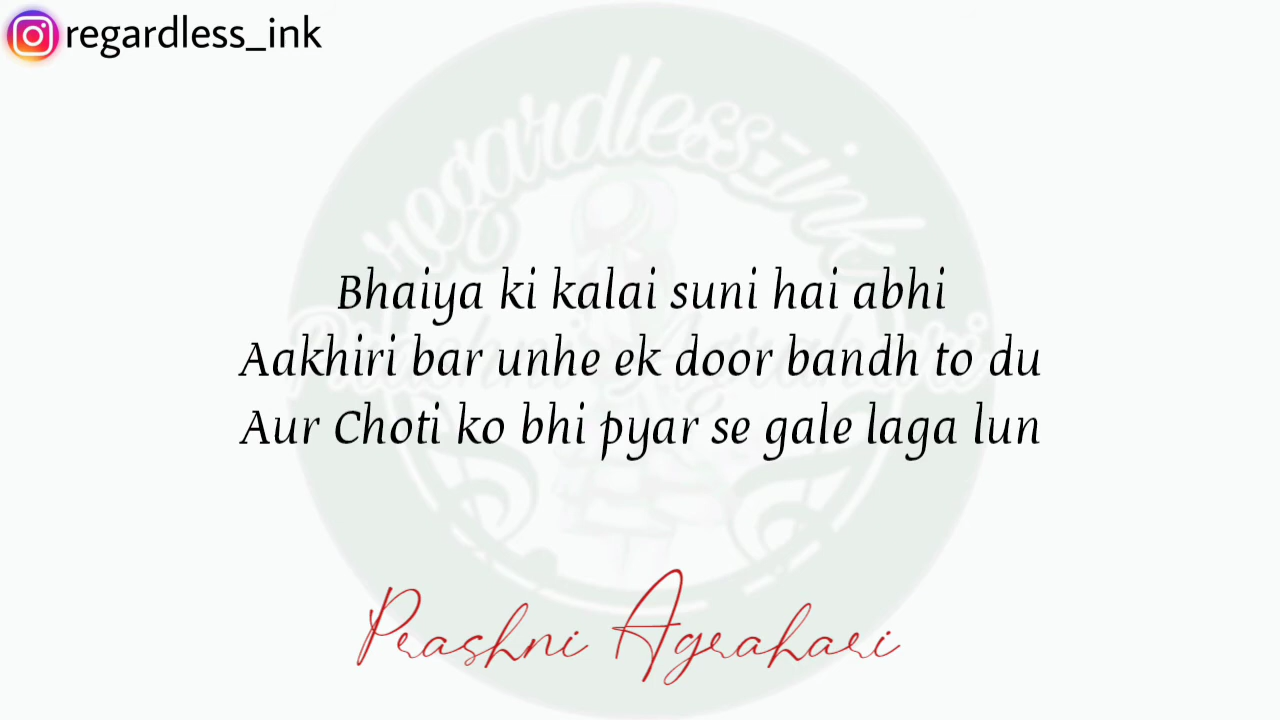 regardless_ink
regardless_ink
Bhaiya ki kalai suni hai abhi
Aakhiri bar unhe ek door bandh to du
Aur Choti ko bhi pyar se gale laga lun
Prashni Agrahari